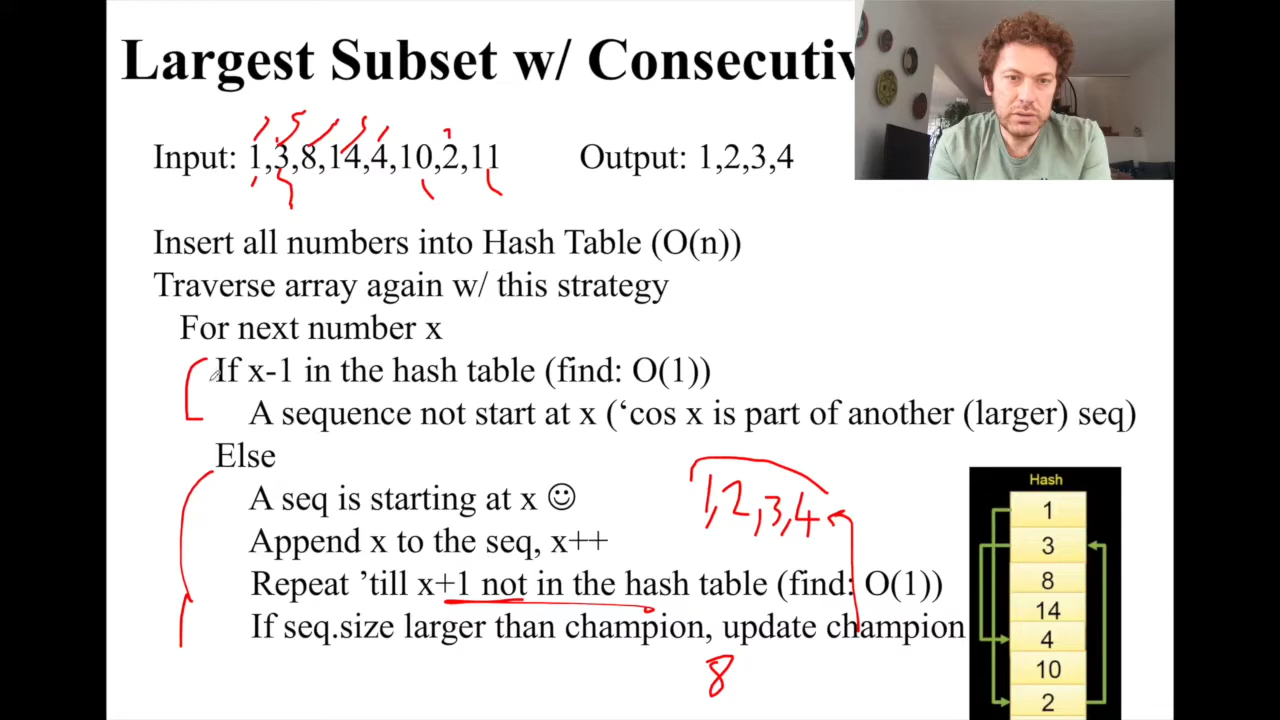 Largest Subset w/ Consecutiv
Input: 1,3,8,14,4,10,2,11
Output: 1,2,3,4
Insert all numbers into Hash Table (O(n))
Traverse array again w/ this strategy
For next number x
If x-1 in the hash table (find: O(1))
A sequence not start at x (‘cos x is part of another (larger) seq)
Else
A seq is starting at x ☺
Append x to the seq, x++
Repeat ’till x+1 not in the hash table (find: O(1))
If seq.size larger than champion, update champion
1,2,3,4
8
Hash
1
3
8
14
4
10
2